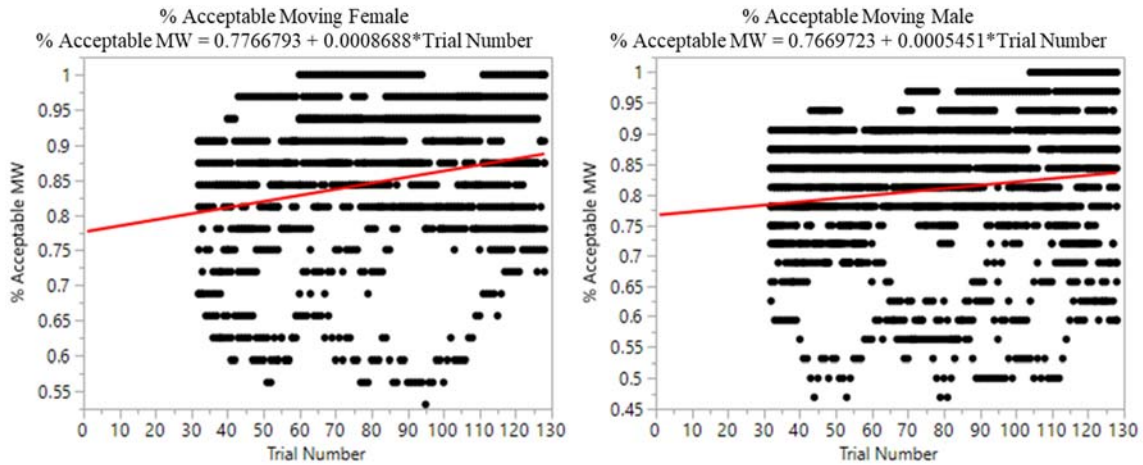 % Acceptable Moving Female
% Acceptable MW = 0.7766793 + 0.0008688*Trial Number
1
0.95
0.9
0.85
0.8
0.75
0.7
0.65
0.6
0.55
% Acceptable MW
0 10 20 30 40 50 60 70 80 90 100 110 120 130
Trial Number
% Acceptable Moving Male
% Acceptable MW = 0.7669723 + 0.0005451*Trial Number
1
0.95
0.9
0.85
0.8
0.75
0.7
0.65
0.6
0.55
0.5
0.45
% Acceptable MW
0 10 20 30 40 50 60 70 80 90 100 110 120 130
Trial Number